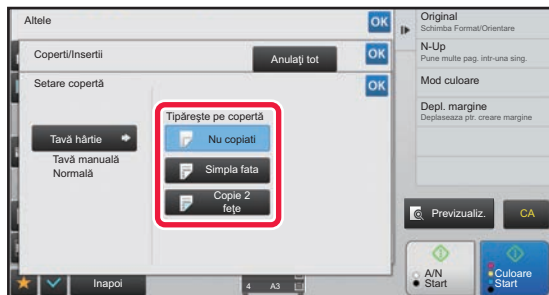 Altele
OK
Coperti/Insertii
Anulaţi tot
OK
Setare copertă
OK
Tipăreşte pe copertă
Tavă hârtie
Tavă manuală
Normală
Nu copiati
Simpla fata
Copie 2
feţe
Inapoi
4 A3
Original
Schimba Format/Orientare
N-Up
Pune multe pag. intr-una sing.
Mod culoare
Depl. margine
Deplaseaza ptr. creare margine
Previzualiz.
CA
A/N
Start
Culoare
Start